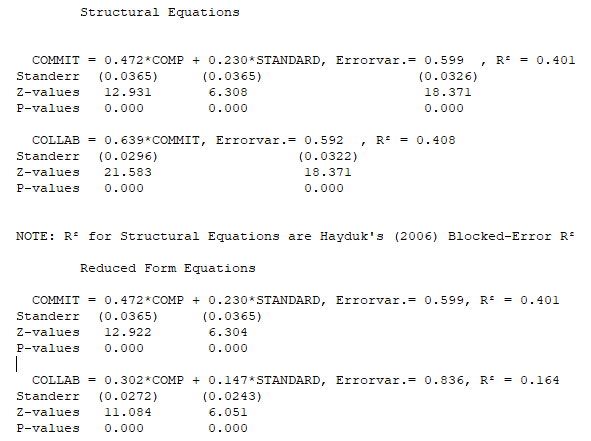 Structural Equations
COMMIT = 0.472*COMP + 0.230*STANDARD, Errorvar.= 0.599 , R² = 0.401
Standerr (0.0365) (0.0365) (0.0326)
Z-values 12.931 6.308 18.371
P-values 0.000 0.000 0.000
COLLAB = 0.639*COMMIT, Errorvar.= 0.592 , R² = 0.408
Standerr (0.0296) (0.0322)
Z-values 21.583 18.371
P-values 0.000 0.000
NOTE: R² for Structural Equations are Hayduk's (2006) Blocked-Error R²
Reduced Form Equations
COMMIT = 0.472*COMP + 0.230*STANDARD, Errorvar.= 0.599, R² = 0.401
Standerr (0.0365) (0.0365)
Z-values 12.922 6.304
P-values 0.000 0.000
COLLAB = 0.302*COMP + 0.147*STANDARD, Errorvar.= 0.836, R² = 0.164
Standerr (0.0272) (0.0243)
Z-values 11.084 6.051
P-values 0.000 0.000